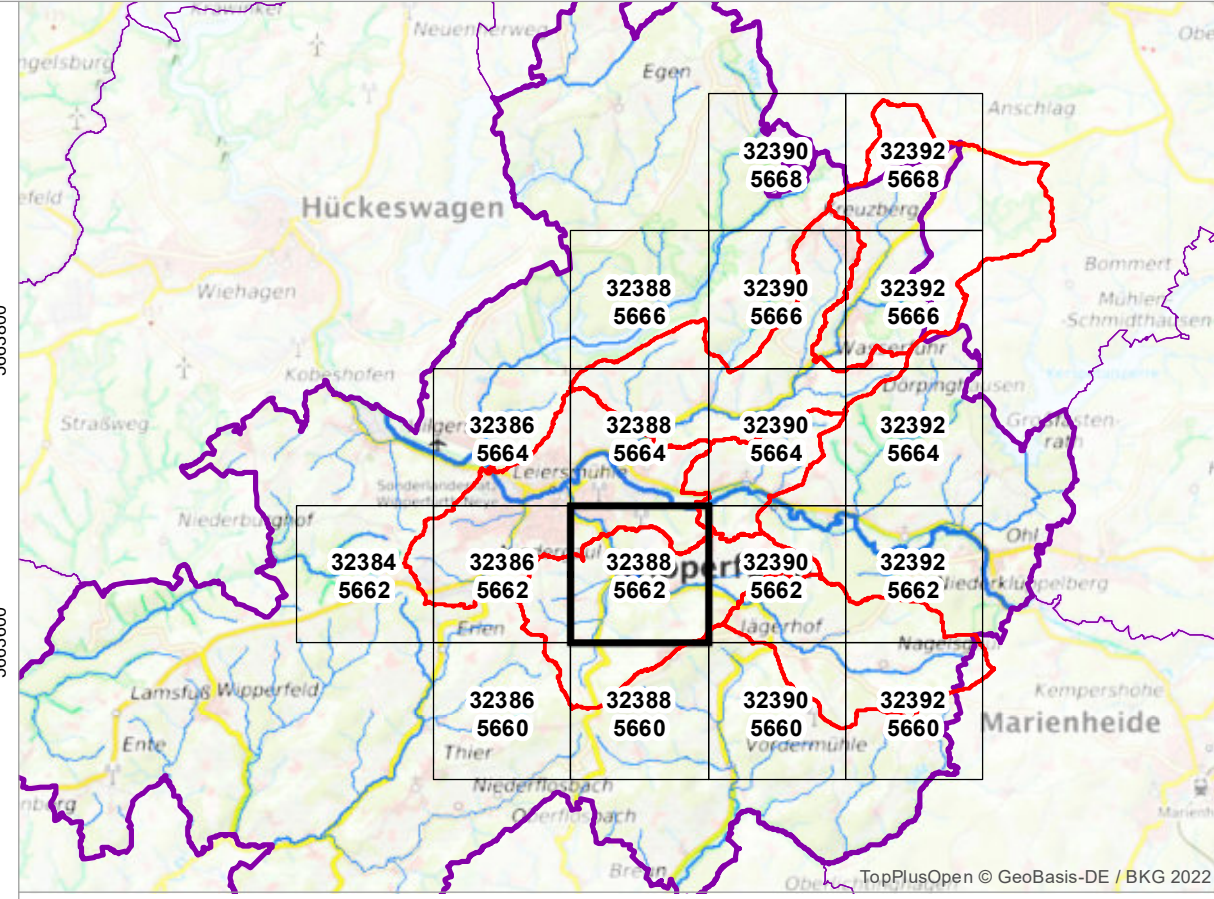 Neuenherweg
Egen
Anschlag
32390
5668
32392
5668
Kreuzberg
Hückeswagen
Wiehagen
Bommert
32388
5666
32390
5666
32392
5666
Mühlen
-Schmidthausen
Wasserfuhr
Kobeshofen
Dörpinghausen
Straßweg
32386
5664
32388
5664
32390
5664
32392
5664
rath
Leiersmühle
Niederburghof
Ohl
32384
5662
32386
5662
32388
5662
32390
5662
32392
5662
Niederklüppelberg
Erlen
Jägerhof
Lamsfuß
Wipperfeld
32386
5660
32388
5660
32390
5660
32392
5660
Kempershöhe
Marienheide
Ente
Thier
Vordermühle
Niederflosbach
Oberflosbach
TopPlusOpen © GeoBasis-DE / BKG 2022